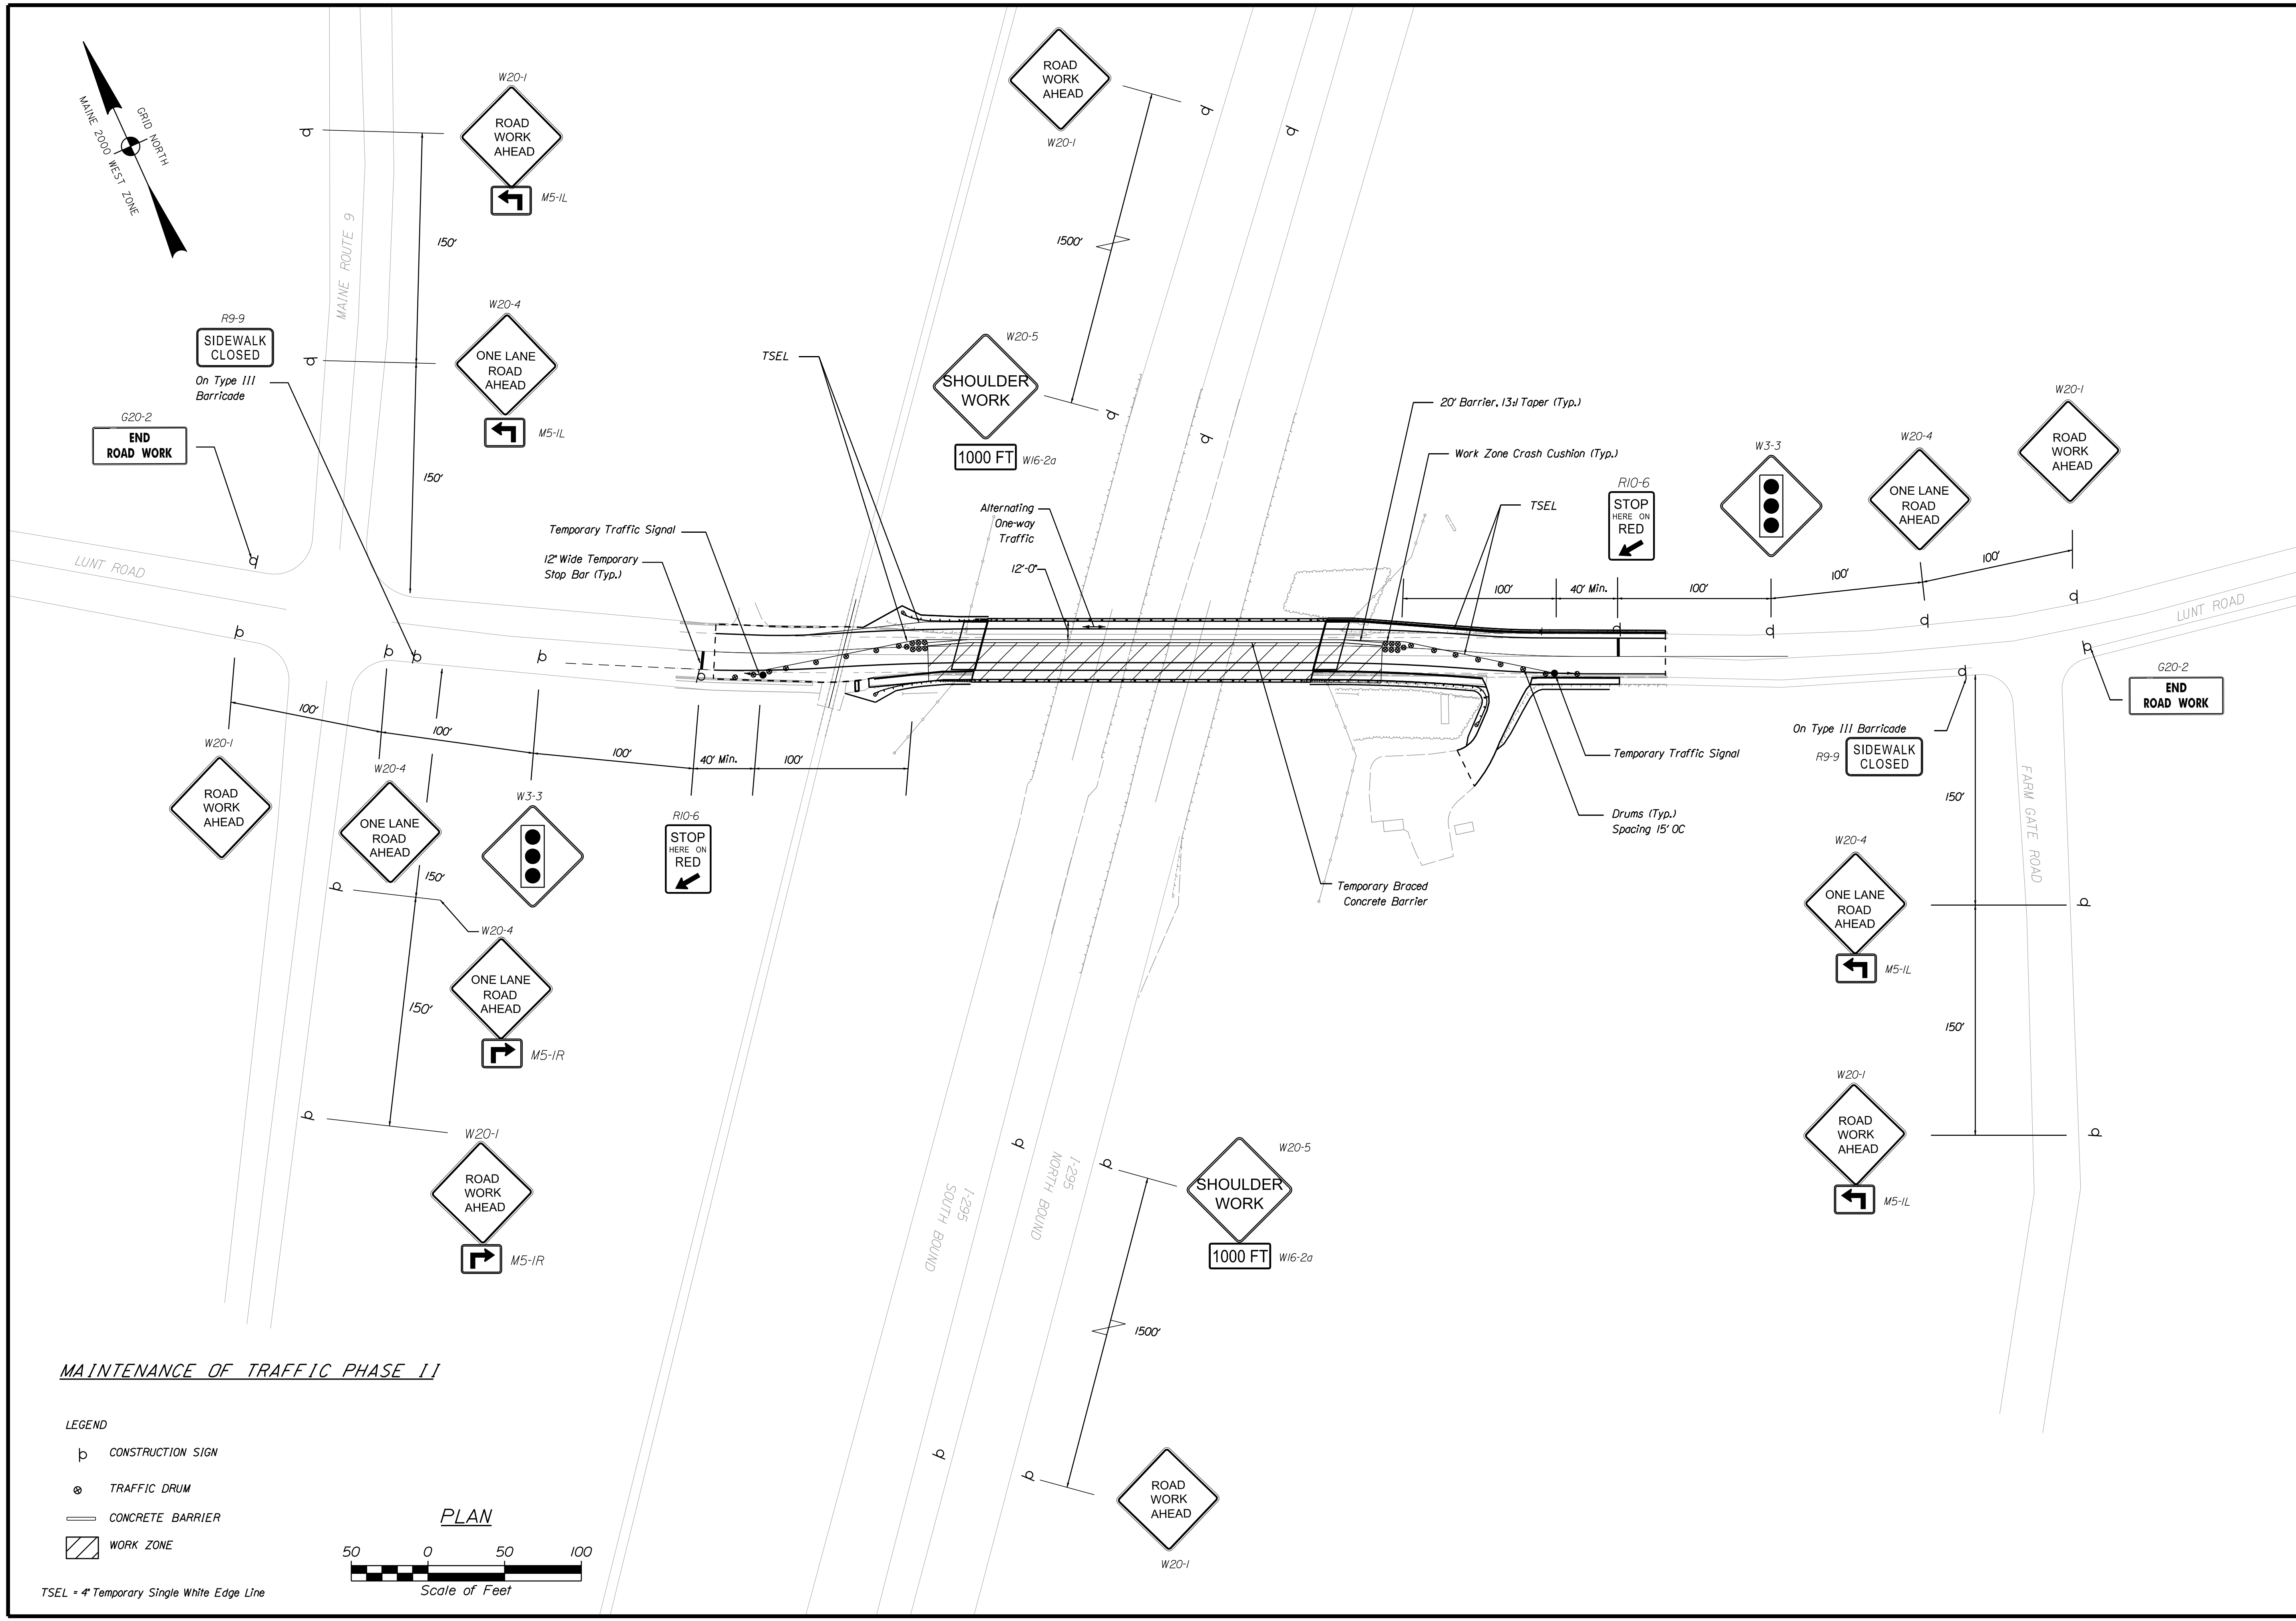 MAINE 2000 WEST ZONE
GRID NORTH
W20-1
ROAD
WORK
AHEAD
M5-1L
150'
MAINE ROUTE 9
W20-4
ONE LANE
ROAD
AHEAD
M5-1L
150'
R9-9
SIDEWALK
CLOSED
On Type III
Barricade
G20-2
END
ROAD WORK
LUNT ROAD
ROAD
WORK
AHEAD
W20-1
1500'
W20-5
SHOULDER
WORK
1000 FT
W16-2a
TSEL
Temporary Traffic Signal
12" Wide Temporary
Stop Bar (Typ.)
Alternating
One-way
Traffic
12'-0"
20' Barrier, 13:1 Taper (Typ.)
Work Zone Crash Cushion (Typ.)
TSEL
R10-6
STOP
HERE ON
RED
W3-3
W20-4
ONE LANE
ROAD
AHEAD
W20-1
ROAD
WORK
AHEAD
100'
40' Min.
100'
100'
100'
LUNT ROAD
G20-2
END
ROAD WORK
On Type III Barricade
R9-9
SIDEWALK
CLOSED
Temporary Traffic Signal
Drums (Typ.)
Spacing 15' OC
Temporary Braced
Concrete Barrier
100'
100'
100'
40' Min.
100'
W20-1
ROAD
WORK
AHEAD
W20-4
ONE LANE
ROAD
AHEAD
W3-3
R10-6
STOP
HERE ON
RED
150'
W20-4
ONE LANE
ROAD
AHEAD
M5-1R
150'
W20-1
ROAD
WORK
AHEAD
M5-1R
FARM GATE ROAD
150'
W20-4
ONE LANE
ROAD
AHEAD
M5-1L
150'
W20-1
ROAD
WORK
AHEAD
M5-1L
I-295
SOUTH BOUND
I-295
NORTH BOUND
W20-5
SHOULDER
WORK
1000 FT
W16-2a
1500'
ROAD
WORK
AHEAD
W20-1
MAINTENANCE OF TRAFFIC PHASE II
LEGEND
CONSTRUCTION SIGN
TRAFFIC DRUM
CONCRETE BARRIER
WORK ZONE
TSEL = 4" Temporary Single White Edge Line
PLAN
50 0 50 100
Scale of Feet